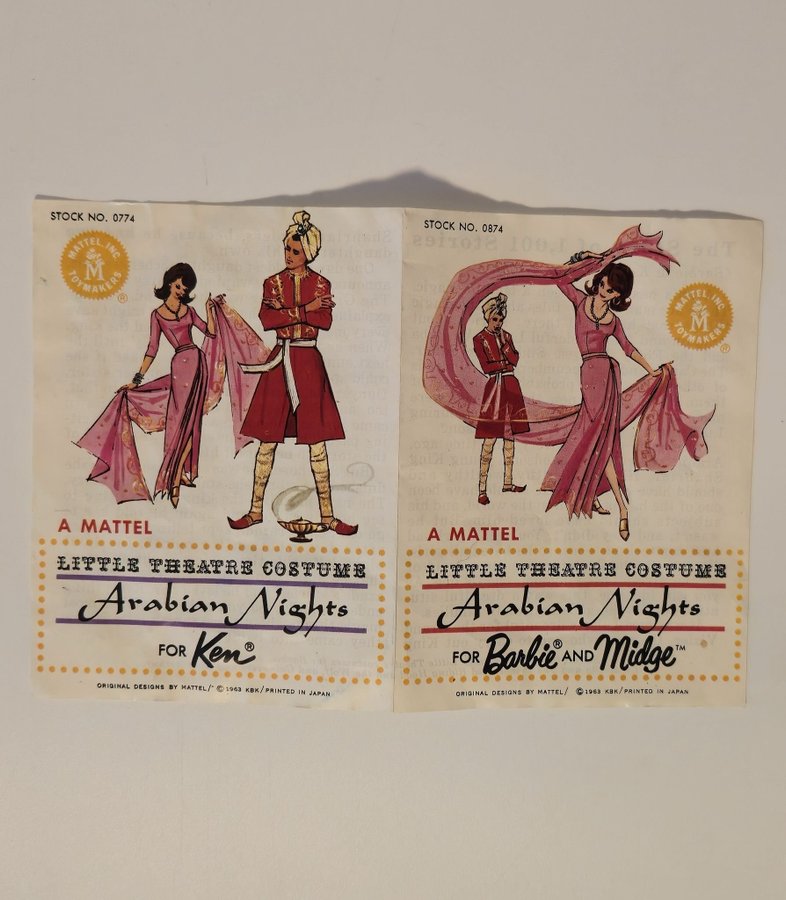 STOCK NO. 0774
MATTEL, INC.
M
TOYMAKERS
®
A MATTEL
LITTLE THEATRE COSTUME
Arabian Nights
FOR Ken®
ORIGINAL DESIGNS BY MATTEL/™ © 1963 KBK/PRINTED IN JAPAN
STOCK NO. 0874
MATTEL, INC.
M
TOYMAKERS
®
A MATTEL
LITTLE THEATRE COSTUME
Arabian Nights
FOR Barbie® AND Midge™
ORIGINAL DESIGNS BY MATTEL/ © 1963 KBK/PRINTED IN JAPAN